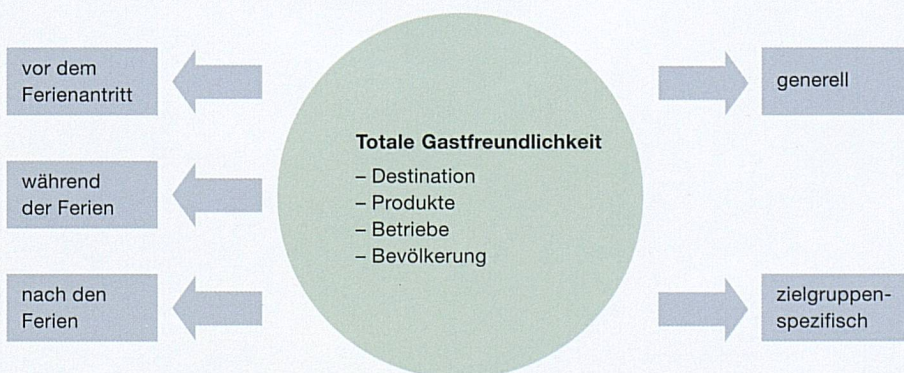 vor dem
Ferienantritt
während
der Ferien
nach den
Ferien
Totale Gastfreundlichkeit
– Destination
– Produkte
– Betriebe
– Bevölkerung
generell
zielgruppen-
spezifisch